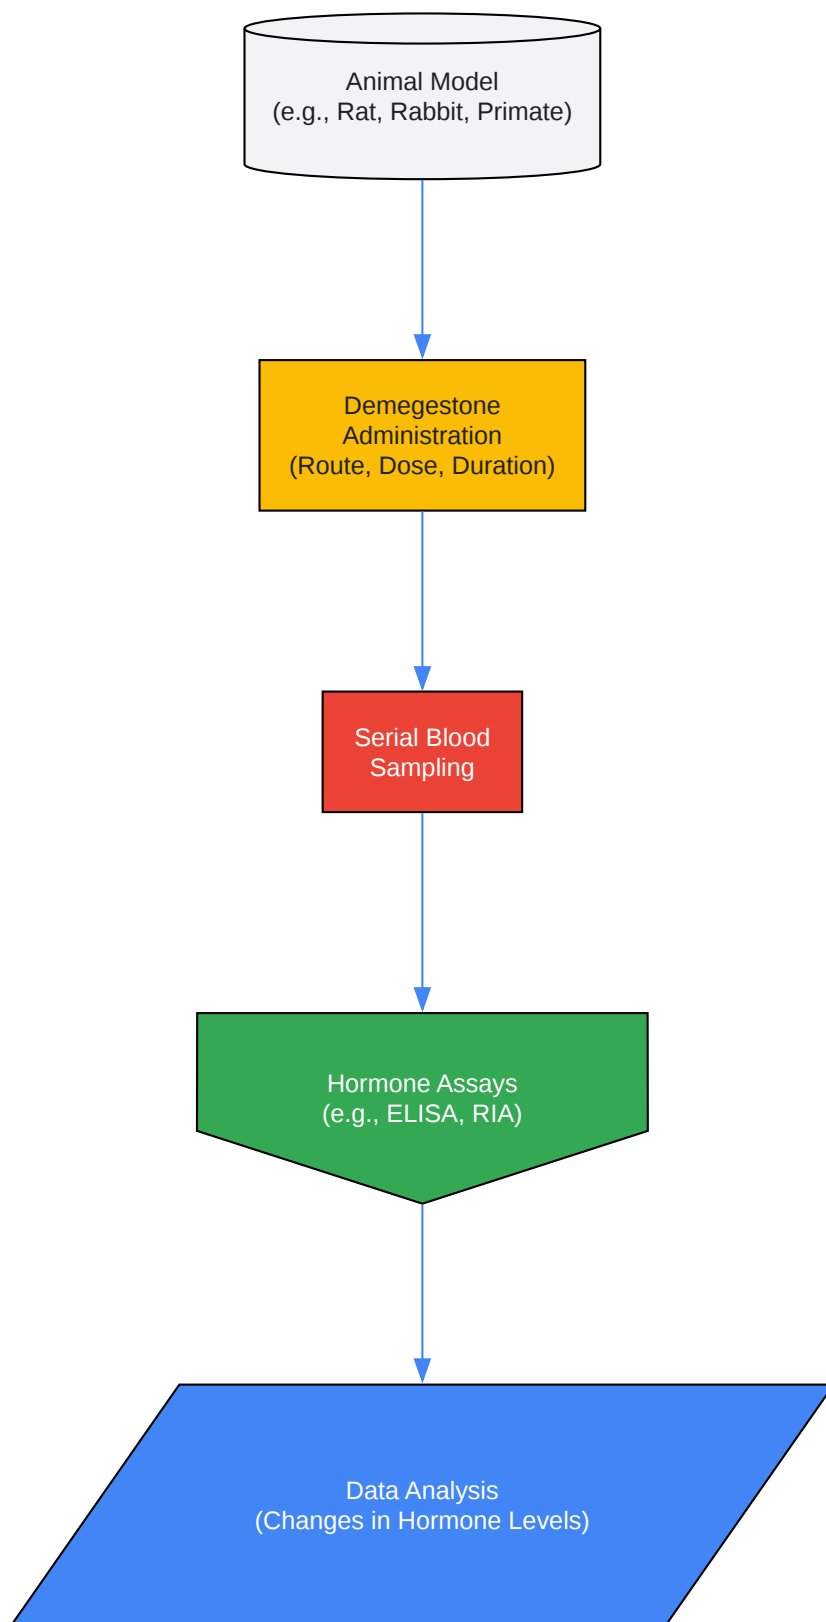 Animal Model
(e.g., Rat, Rabbit, Primate)
Demegestone
Administration
(Route, Dose, Duration)
Serial Blood
Sampling
Hormone Assays
(e.g., ELISA, RIA)
Data Analysis
(Changes in Hormone Levels)